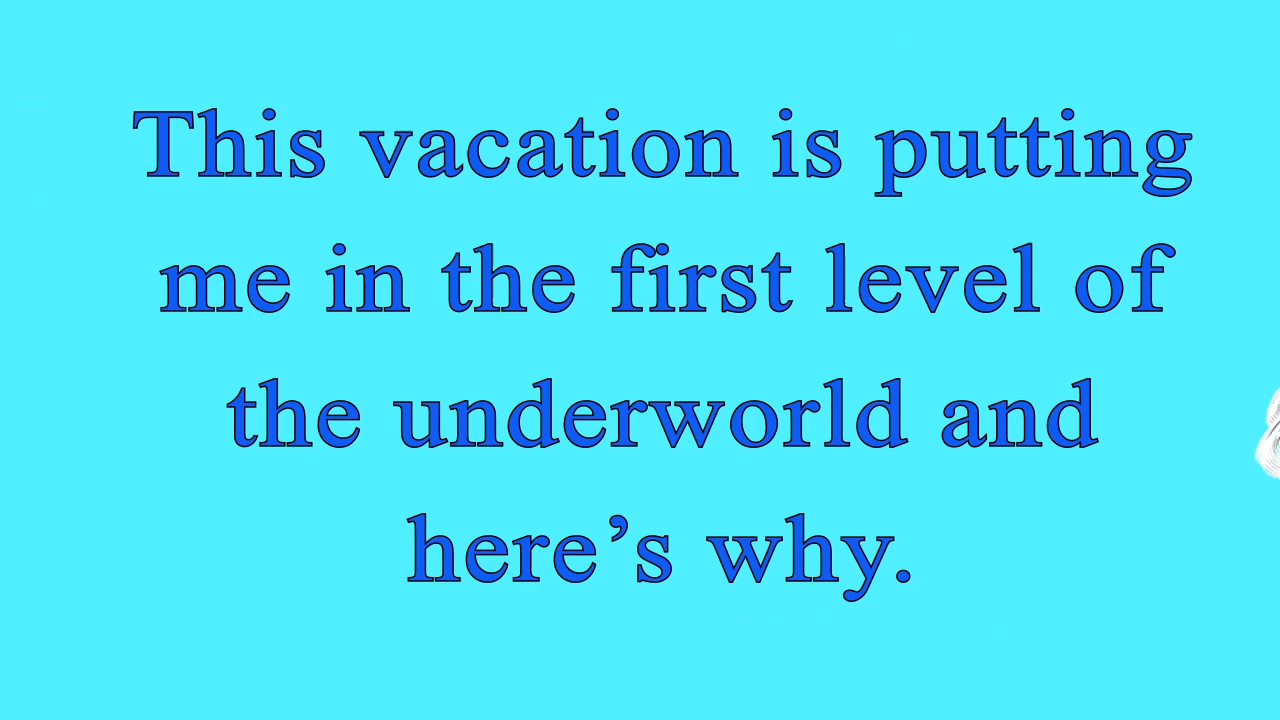 This vacation is putting
me in the first level of
the underworld and
here’s why.